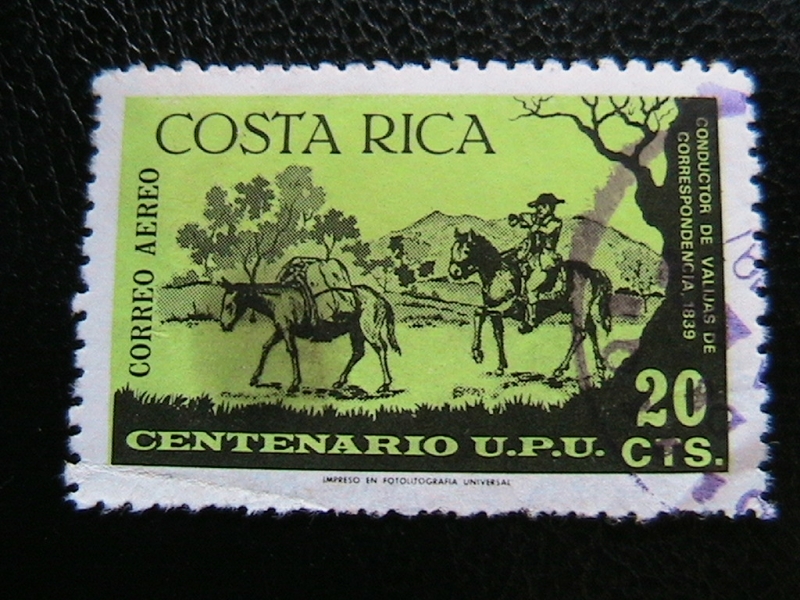 COSTA RICA
CORREO AEREO
CONDUCTOR DE VALIJAS DE
CORRESPONDENCIA, 1839
20
CTS.
CENTENARIO U.P.U.
IMPRESO EN FOTOLITOGRAFIA UNIVERSAL